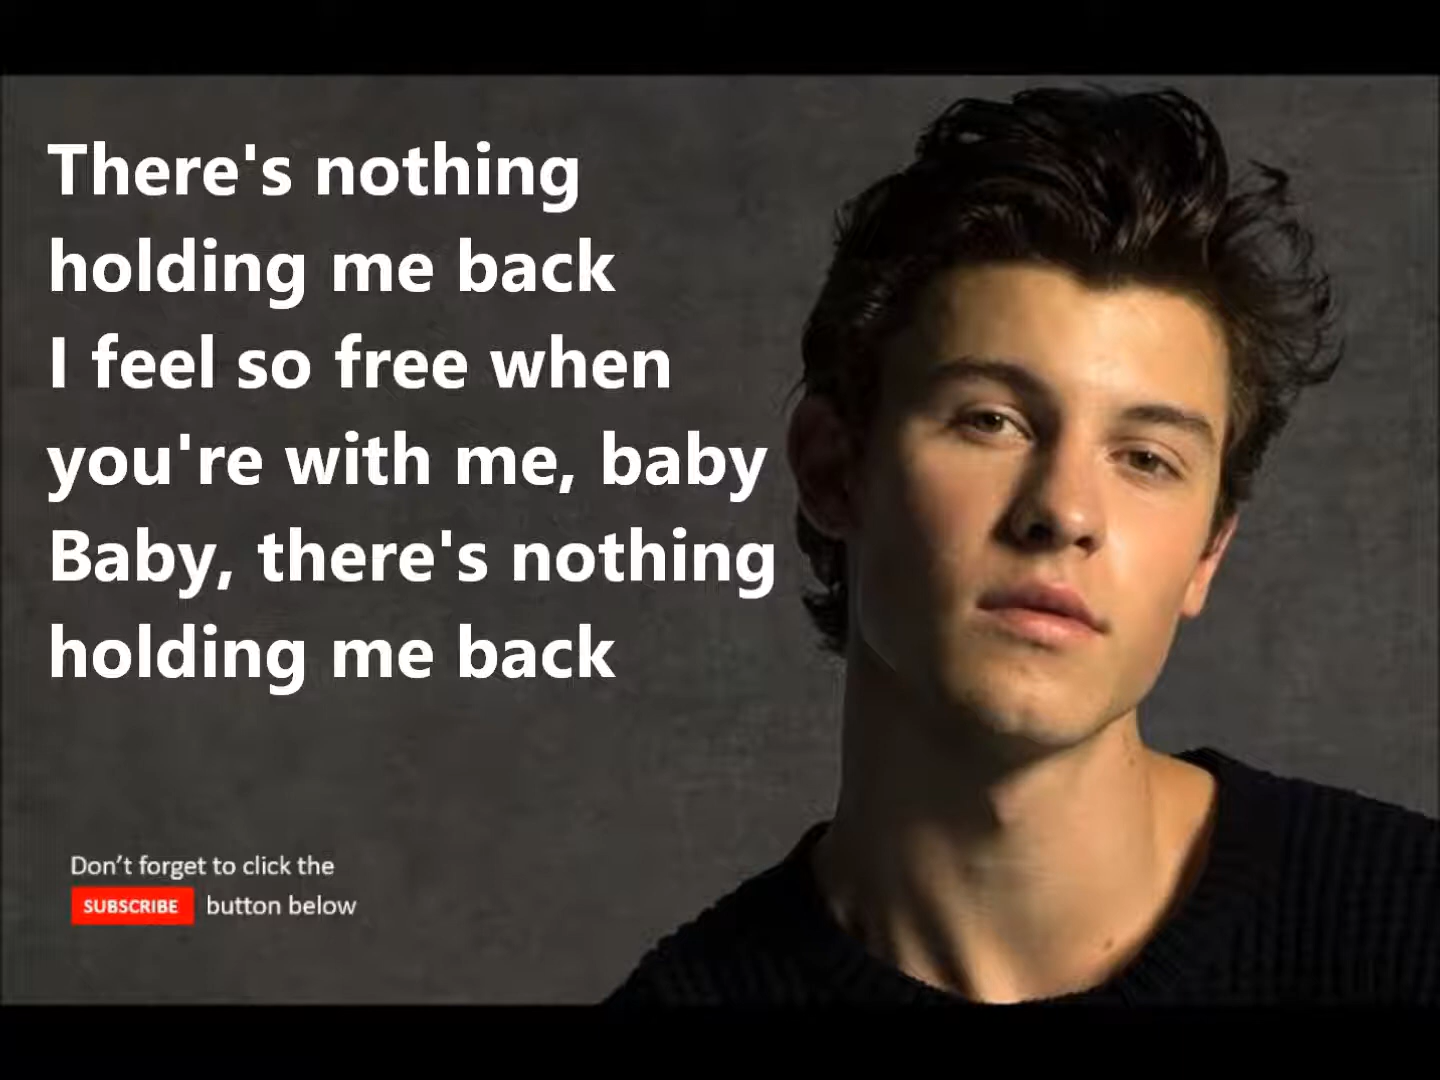 There's nothing
holding me back
I feel so free when
you're with me, baby
Baby, there's nothing
holding me back
Don’t forget to click the
SUBSCRIBE button below